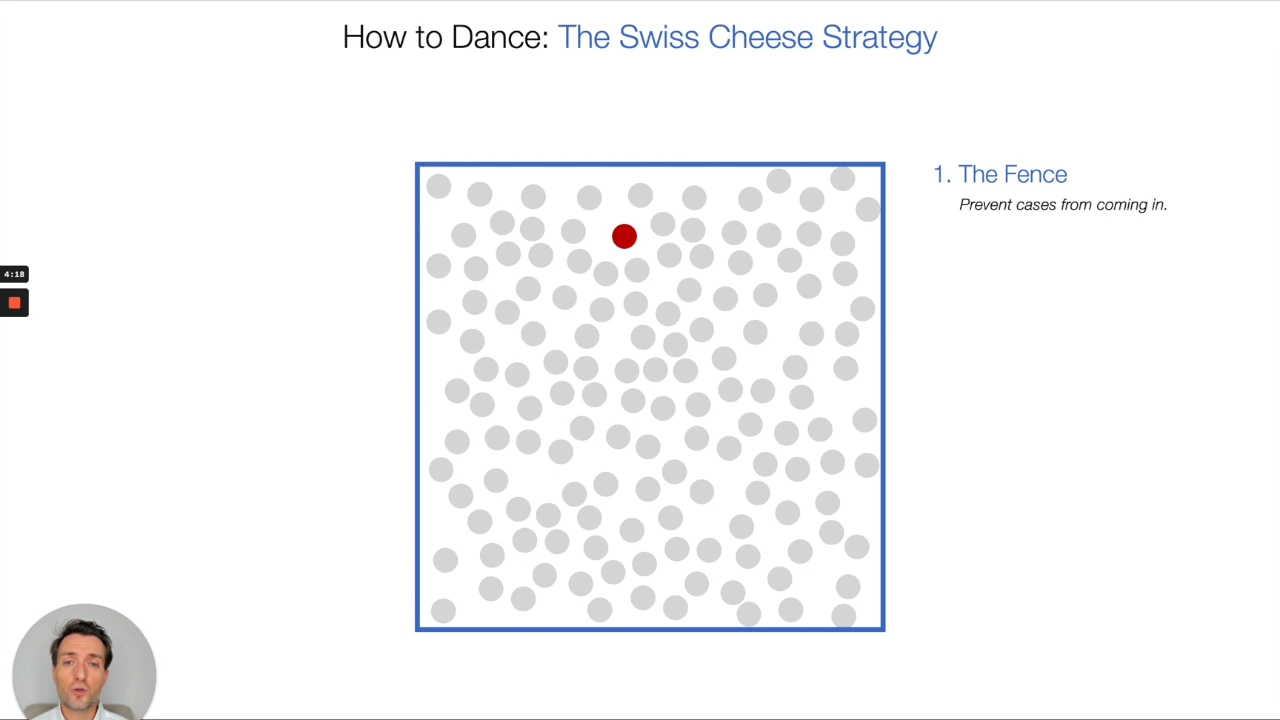 How to Dance: The Swiss Cheese Strategy
1. The Fence
Prevent cases from coming in.
4:18